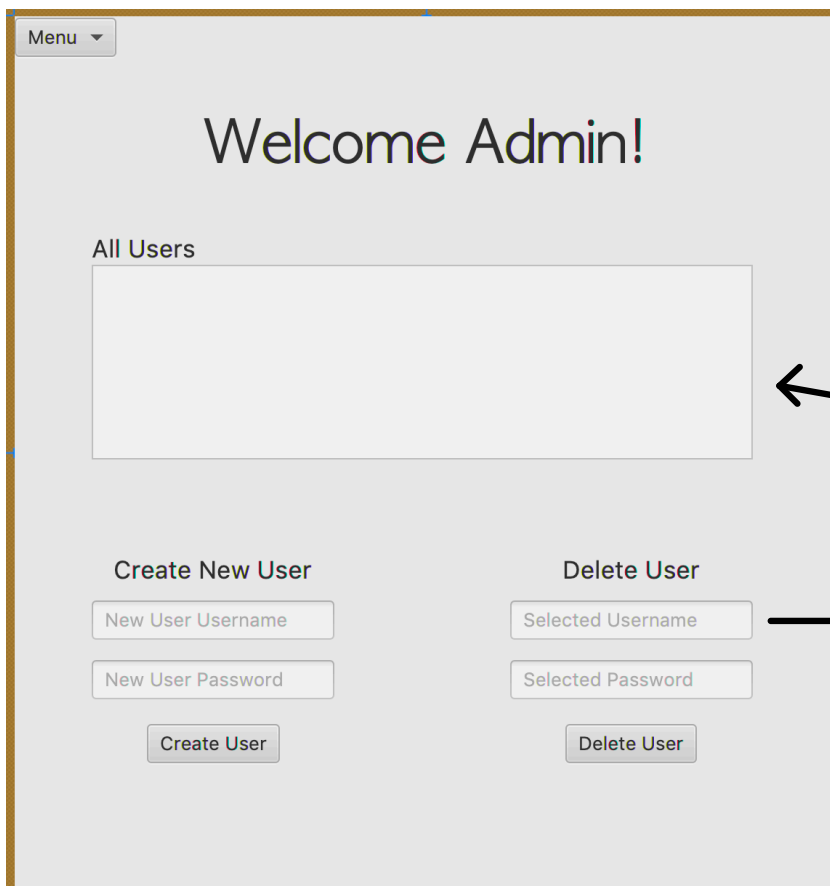 Menu
Welcome Admin!
All Users
Create New User
Delete User
New User Username
Selected Username
New User Password
Selected Password
Create User
Delete User